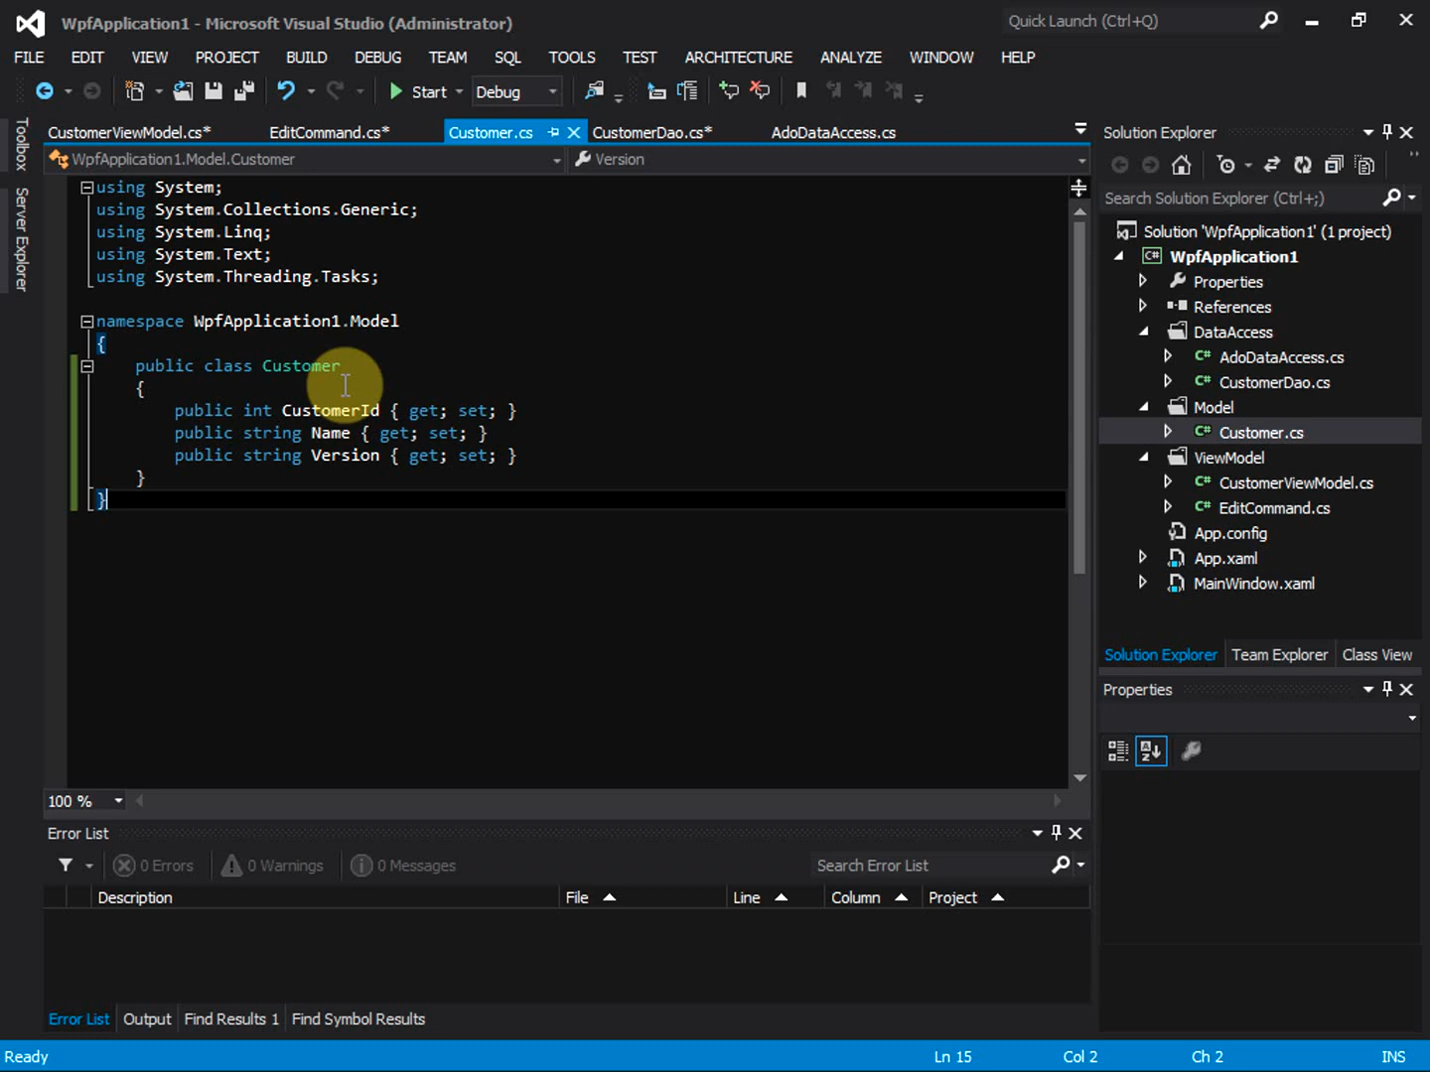 WpfApplication1 - Microsoft Visual Studio (Administrator)
Quick Launch (Ctrl+Q)
FILE EDIT VIEW PROJECT BUILD DEBUG TEAM SQL TOOLS TEST ARCHITECTURE ANALYZE WINDOW HELP
Start Debug
CustomerViewModel.cs* EditCommand.cs* Customer.cs CustomerDao.cs* AdoDataAccess.cs
WpfApplication1.Model.Customer Version
Toolbox
Server Explorer
using System;
using System.Collections.Generic;
using System.Linq;
using System.Text;
using System.Threading.Tasks;
namespace WpfApplication1.Model
{
public class Customer
{
public int CustomerId { get; set; }
public string Name { get; set; }
public string Version { get; set; }
}
}
100 %
Solution Explorer
Search Solution Explorer (Ctrl+;)
Solution 'WpfApplication1' (1 project)
C# WpfApplication1
Properties
References
DataAccess
C# AdoDataAccess.cs
C# CustomerDao.cs
Model
C# Customer.cs
ViewModel
C# CustomerViewModel.cs
C# EditCommand.cs
App.config
App.xaml
MainWindow.xaml
Solution Explorer Team Explorer Class View
Properties
A
Z
Error List
0 Errors 0 Warnings 0 Messages
Search Error List
Description File Line Column Project
Error List Output Find Results 1 Find Symbol Results
Ready Ln 15 Col 2 Ch 2 INS